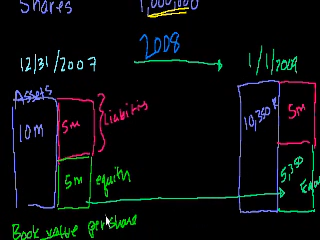 Shares 1,000,000
2008
12/31/2007 1/1/2009
Assets
10m 5m liabilities 10,350K 5m
5m equity 5,350
Book value per share